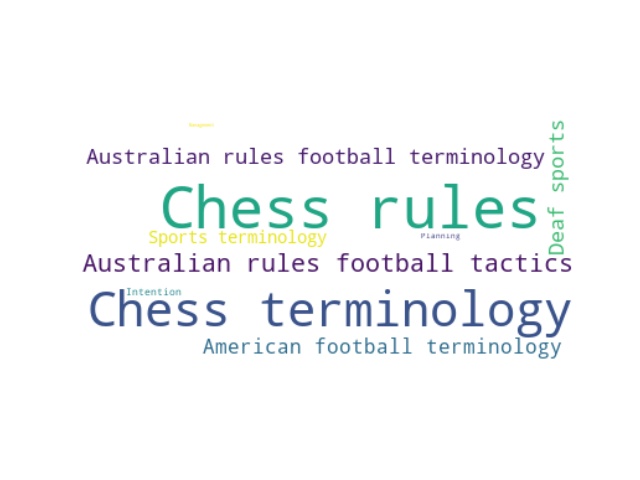 Australian rules football terminology
Deaf sports
Chess rules
Sports terminology
Planning
Australian rules football tactics
Intention
Chess terminology
American football terminology